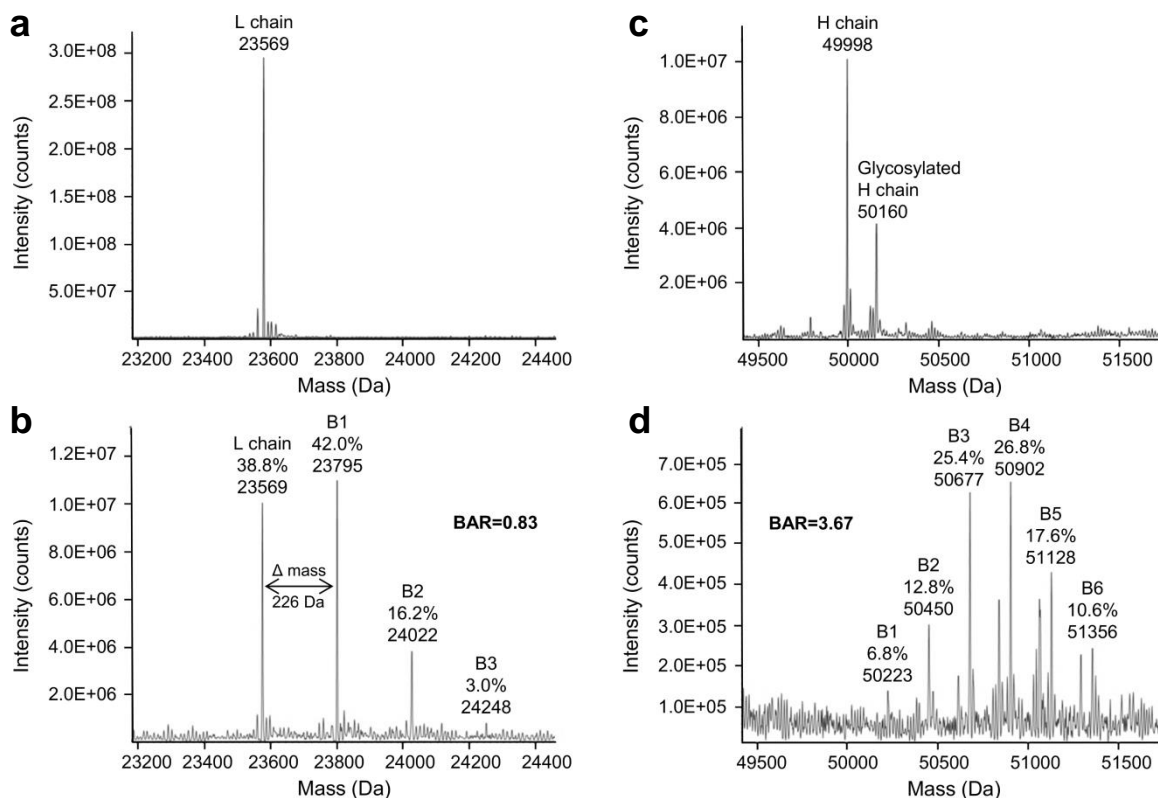 a
L chain
23569
3.0E+08
2.5E+08
2.0E+08
1.5E+08
1.0E+08
5.0E+07
Intensity (counts)
23200 23400 23600 23800 24000 24200 24400
Mass (Da)
c
H chain
49998
Glycosylated
H chain
50160
1.0E+07
8.0E+06
6.0E+06
4.0E+06
2.0E+06
Intensity (counts)
49500 50000 50500 51000 51500
Mass (Da)
b
L chain
38.8%
23569
B1
42.0%
23795
Δ mass
226 Da
B2
16.2%
24022
B3
3.0%
24248
BAR=0.83
1.2E+07
1.0E+07
8.0E+06
6.0E+06
4.0E+06
2.0E+06
Intensity (counts)
23200 23400 23600 23800 24000 24200 24400
Mass (Da)
d
BAR=3.67
B1
6.8%
50223
B2
12.8%
50450
B3
25.4%
50677
B4
26.8%
50902
B5
17.6%
51128
B6
10.6%
51356
7.0E+05
6.0E+05
5.0E+05
4.0E+05
3.0E+05
2.0E+05
1.0E+05
Intensity (counts)
49500 50000 50500 51000 51500
Mass (Da)